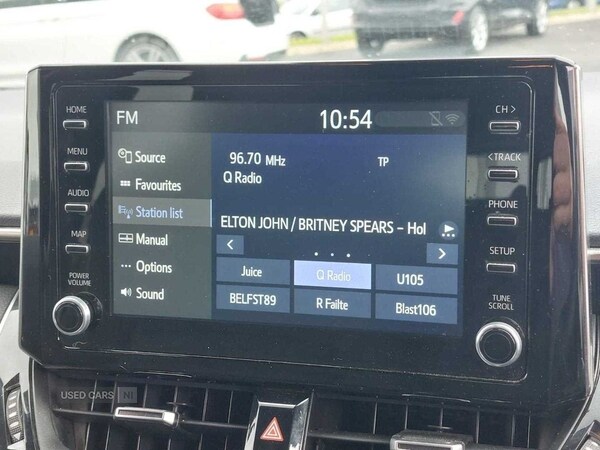 HOME
MENU
AUDIO
MAP
POWER
VOLUME
FM
10:54
Source
Favourites
Station list
Manual
Options
Sound
96.70 MHz
TP
Q Radio
ELTON JOHN / BRITNEY SPEARS – Hol
<
>
Juice
Q Radio
U105
BELFST89
R Failte
Blast106
CH >
< TRACK
PHONE
SETUP
TUNE
SCROLL
USED CARS NI